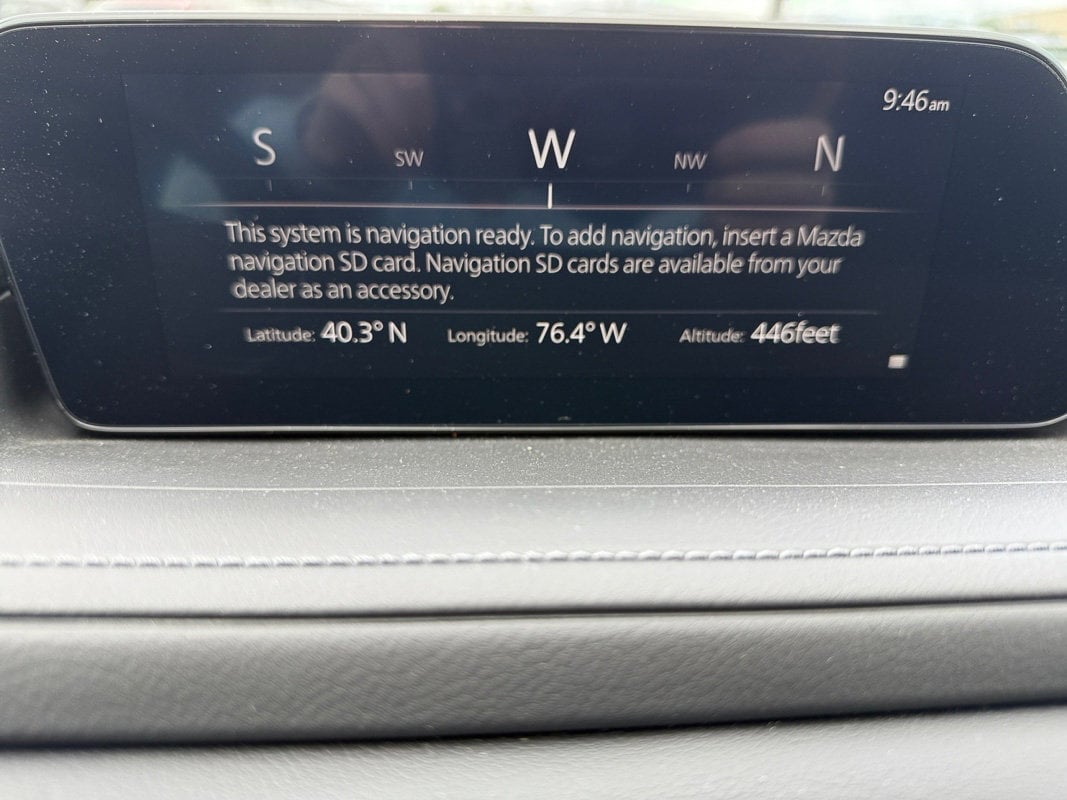 9:46am
S SW W NW N
This system is navigation ready. To add navigation, insert a Mazda
navigation SD card. Navigation SD cards are available from your
dealer as an accessory.
Latitude: 40.3° N Longitude: 76.4° W Altitude: 446feet